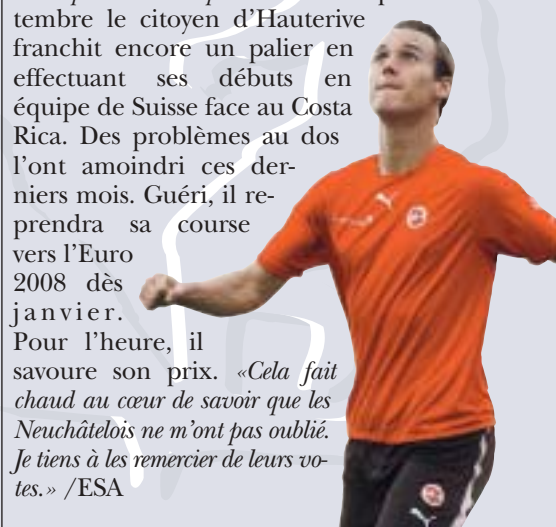 tembre le citoyen d'Hauterive
franchit encore un palier en
effectuant ses débuts en
équipe de Suisse face au Costa
Rica. Des problèmes au dos
l'ont amoindri ces der-
niers mois. Guéri, il re-
prendra sa course
vers l'Euro
2008 dès
janvier.
Pour l'heure, il
savoure son prix. «Cela fait
chaud au cœur de savoir que les
Neuchâtelois ne m'ont pas oublié.
Je tiens à les remercier de leurs vo-
tes.» /ESA